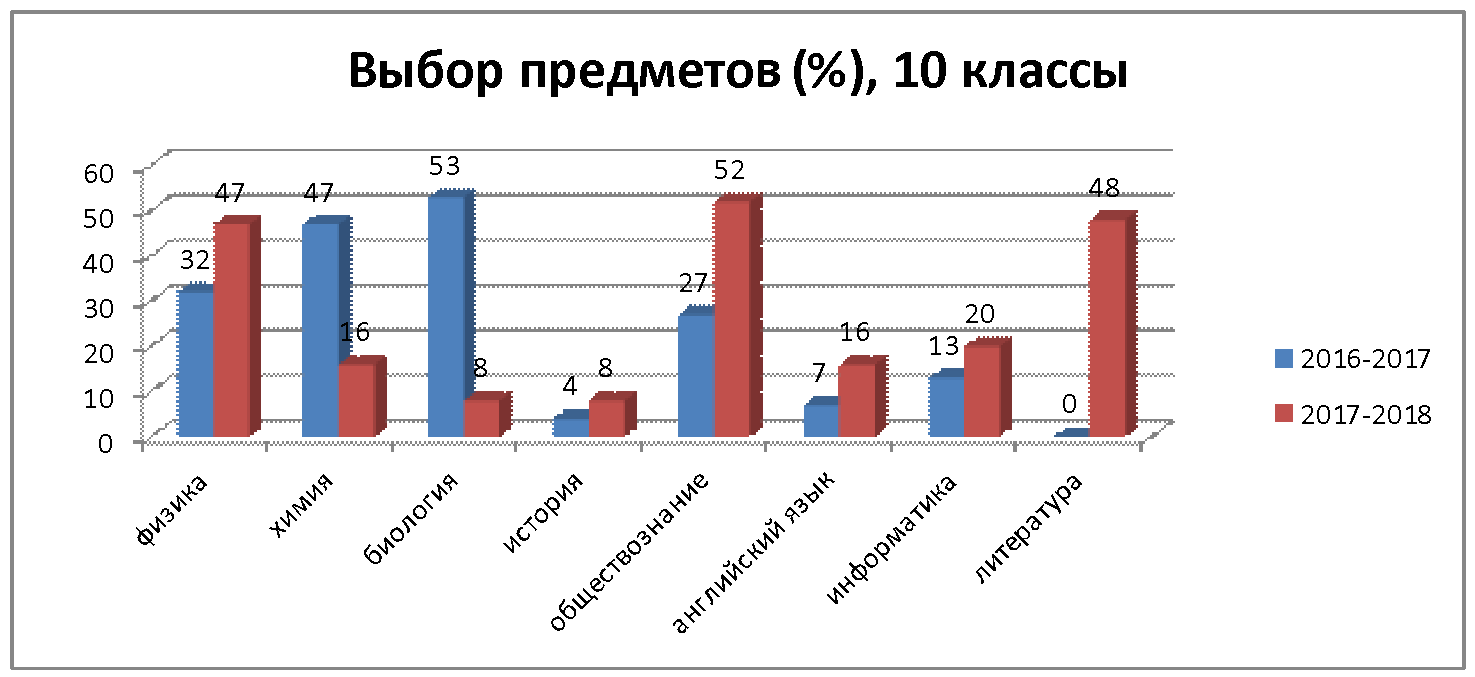 Выбор предметов (%), 10 классы
60
50
40
30
20
10
0
32
47
47
16
53
8
4
8
27
52
7
16
13
20
0
48
физика
химия
биология
история
обществознание
английский язык
информатика
литература
2016-2017
2017-2018